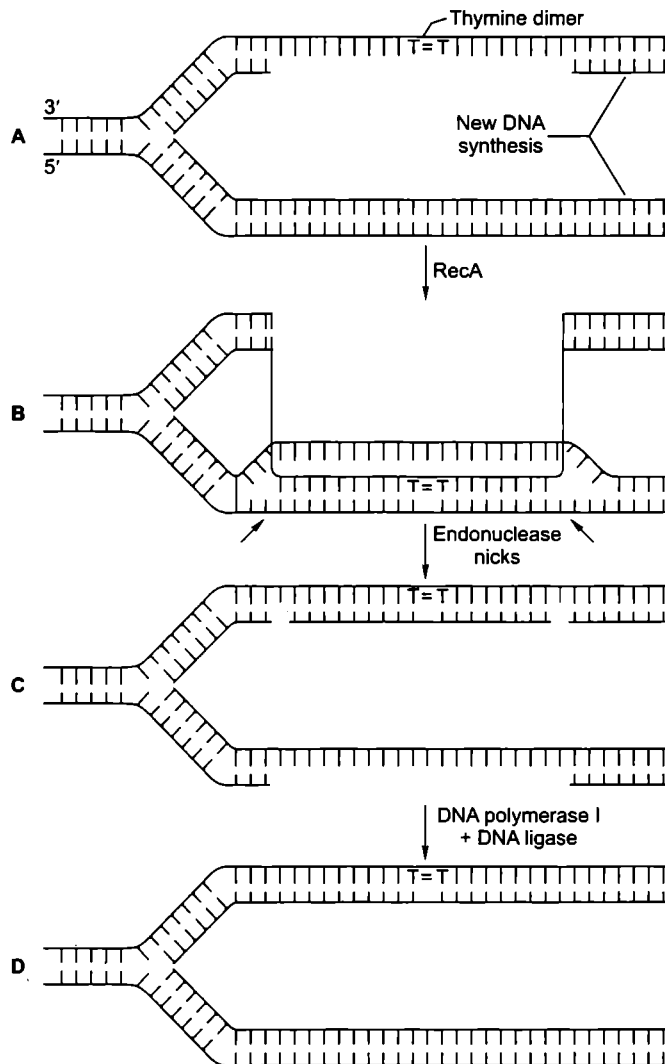 Thymine dimer
T=T
3'
A
5'
New DNA
synthesis
RecA
B
T=T
Endonuclease
nicks
T=T
C
DNA polymerase I
+ DNA ligase
T=T
D